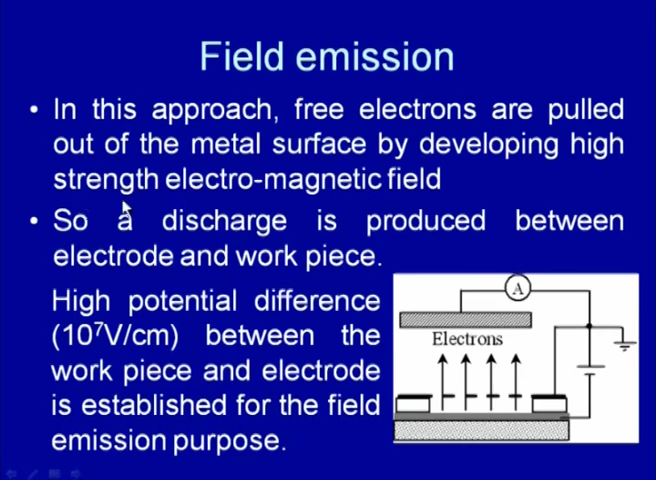 Field emission
• In this approach, free electrons are pulled
out of the metal surface by developing high
strength electro-magnetic field
• So a discharge is produced between
electrode and work piece.
High potential difference
(10⁷V/cm) between the
work piece and electrode
is established for the field
emission purpose.
A
Electrons